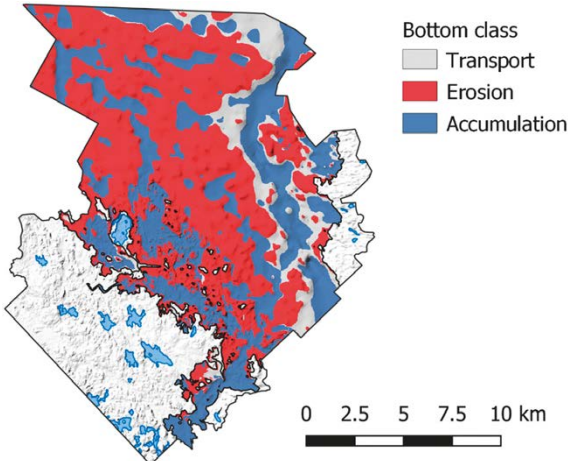 Bottom class
Transport
Erosion
Accumulation
0 2.5 5 7.5 10 km